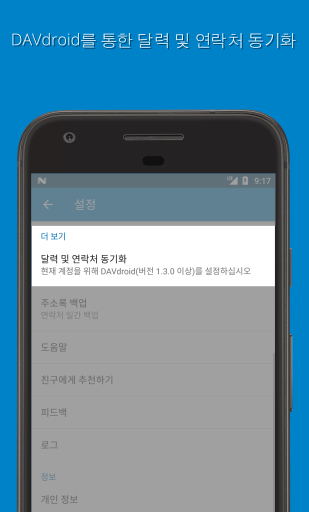 DAVdroid를 통한 달력 및 연락처 동기화
9:17
설정
더 보기
달력 및 연락처 동기화
현재 계정을 위해 DAVdroid(버전 1.3.0 이상)를 설정하십시오
주소록 백업
연락처 일간 백업
도움말
친구에게 추천하기
피드백
로그
정보
개인 정보